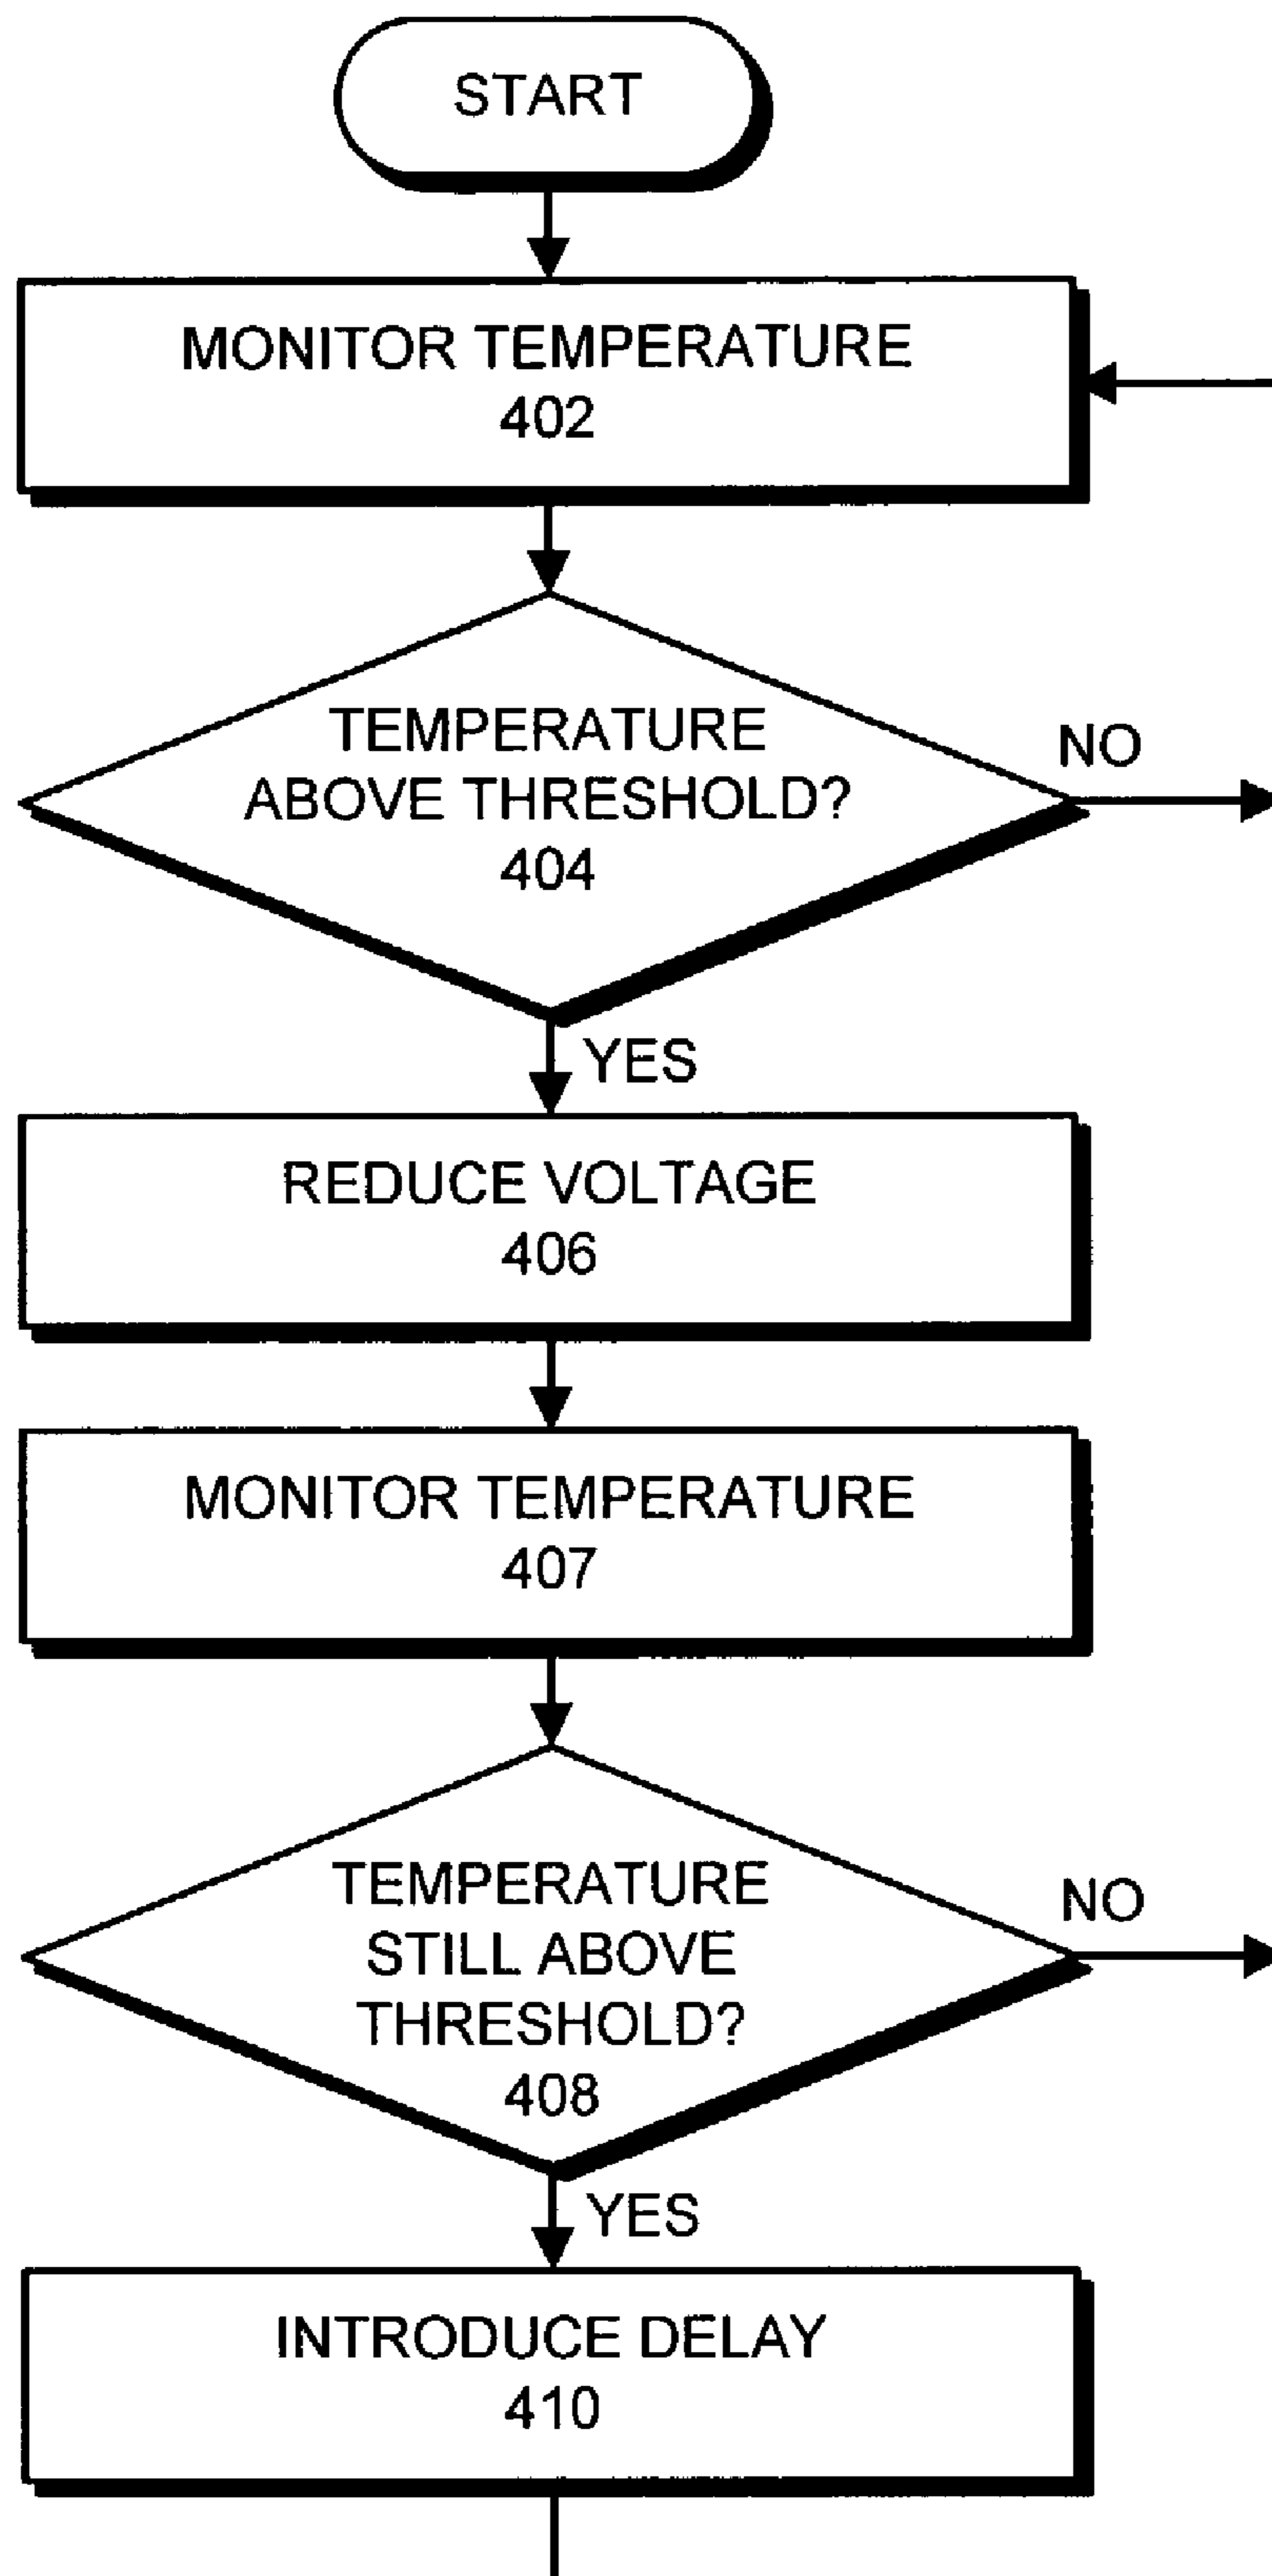 START
MONITOR TEMPERATURE
402
TEMPERATURE
ABOVE THRESHOLD?
404
NO
YES
REDUCE VOLTAGE
406
MONITOR TEMPERATURE
407
TEMPERATURE
STILL ABOVE
THRESHOLD?
408
NO
YES
INTRODUCE DELAY
410